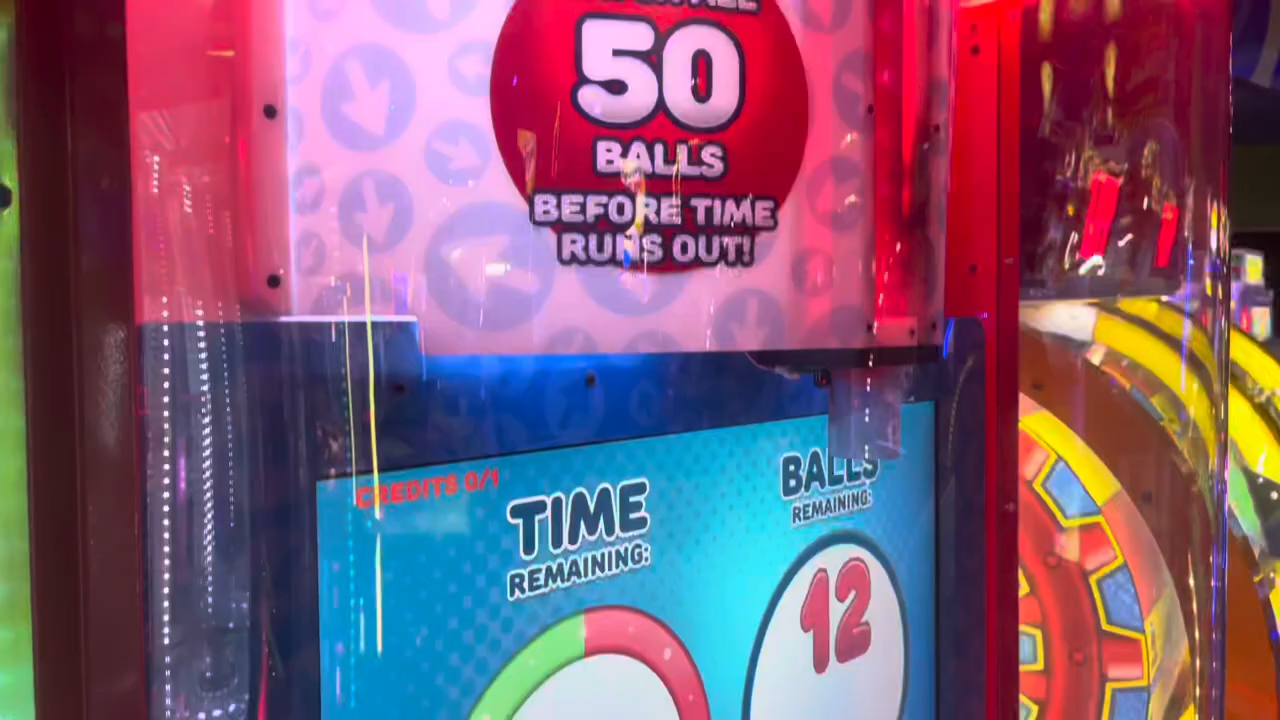 50
BALLS
BEFORE TIME
RUNS OUT!
CREDITS 0/1
TIME
REMAINING:
BALLS
REMAINING:
12